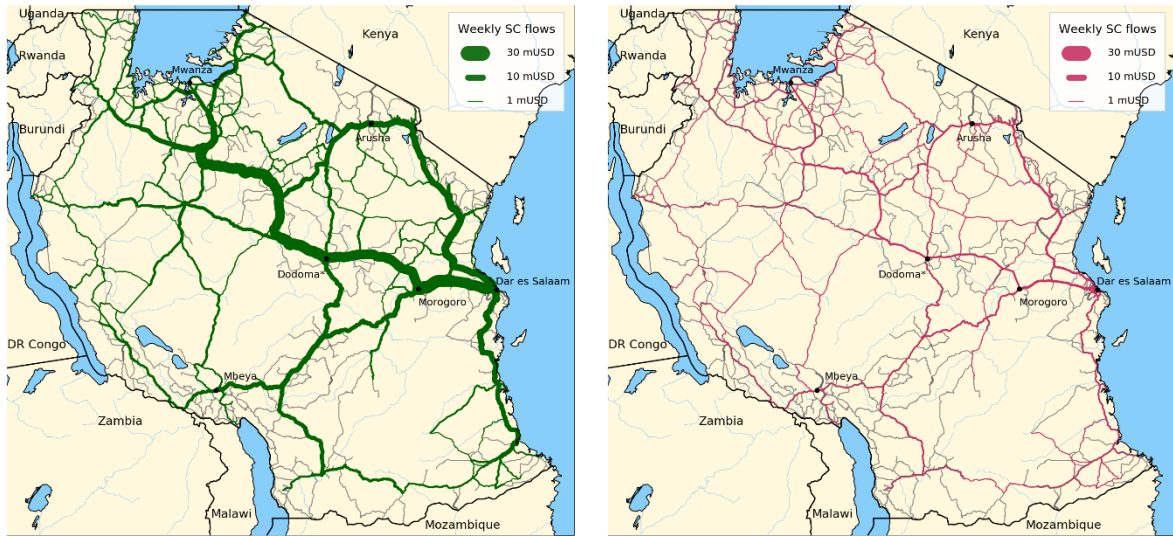 Uganda
Rwanda
Mwanza
Kenya
Burundi
Arusha
Dodoma*
Dar es Salaam
Morogoro
DR Congo
Mbeya
Zambia
Malawi
Mozambique
Weekly SC flows
30 mUSD
10 mUSD
1 mUSD
Uganda
Rwanda
Mwanza
Kenya
Burundi
Arusha
Dodoma*
Dar es Salaam
Morogoro
DR Congo
Mbeya
Zambia
Malawi
Mozambique
Weekly SC flows
30 mUSD
10 mUSD
1 mUSD